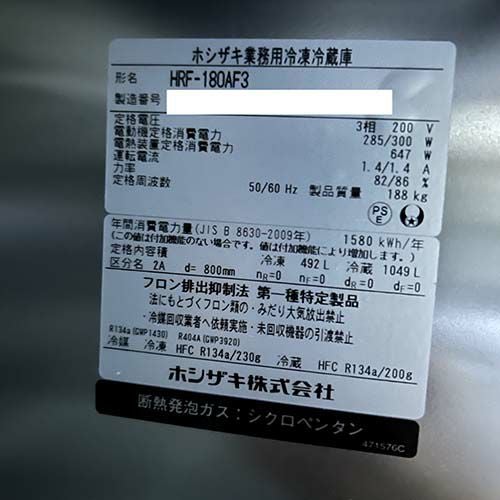 ホシザキ業務用冷凍冷蔵庫
形名 HRF-180AF3
製造番号
定格電圧 3相 200 V
電動機定格消費電力 285/300 W
電熱装置定格消費電力 647 W
運転電流 1.4/1.4 A
力率 82/86 %
定格周波数 50/60 Hz 製品質量 188 kg
PS
E
年間消費電力量(JIS B 8630-2009年) 1580 kWh/年
(この値は付加機能のない場合です。値は付加機能により増加します。)
定格内容積 冷凍 492L 冷蔵 1049L
区分名 2A d= 800mm nR=0 nF=0 dR=0 dF=0
フロン排出抑制法 第一種特定製品
・法にもとづくフロン類の・みだり大気放出禁止
・冷媒回収業者へ依頼実施・未回収機器の引渡禁止
R134a(GWP1430) R404A(GWP3920)
冷媒 冷凍 HFC R134a/230g 冷蔵 HFC R134a/200g
ホシザキ株式会社
断熱発泡ガス:シクロペンタン
471576C